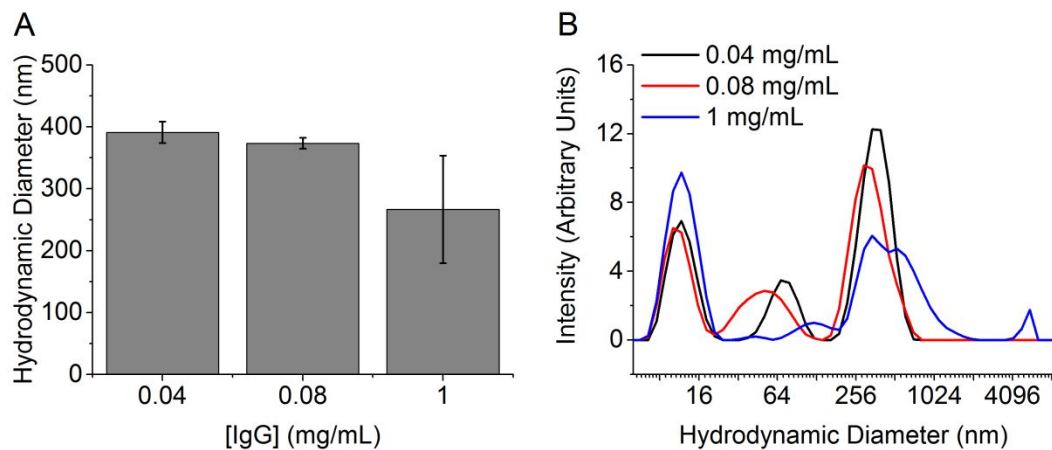 A
Hydrodynamic Diameter (nm)
500
400
300
200
100
0
0.04 0.08 1
[IgG] (mg/mL)
B
0.04 mg/mL
0.08 mg/mL
1 mg/mL
Intensity (Arbitrary Units)
16
12
8
4
0
16 64 256 1024 4096
Hydrodynamic Diameter (nm)